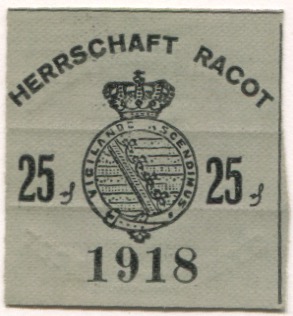 HERRSCHAFT RACOT
VIGILANDO ASCENDIMUS
25 ₰ 25 ₰
1918